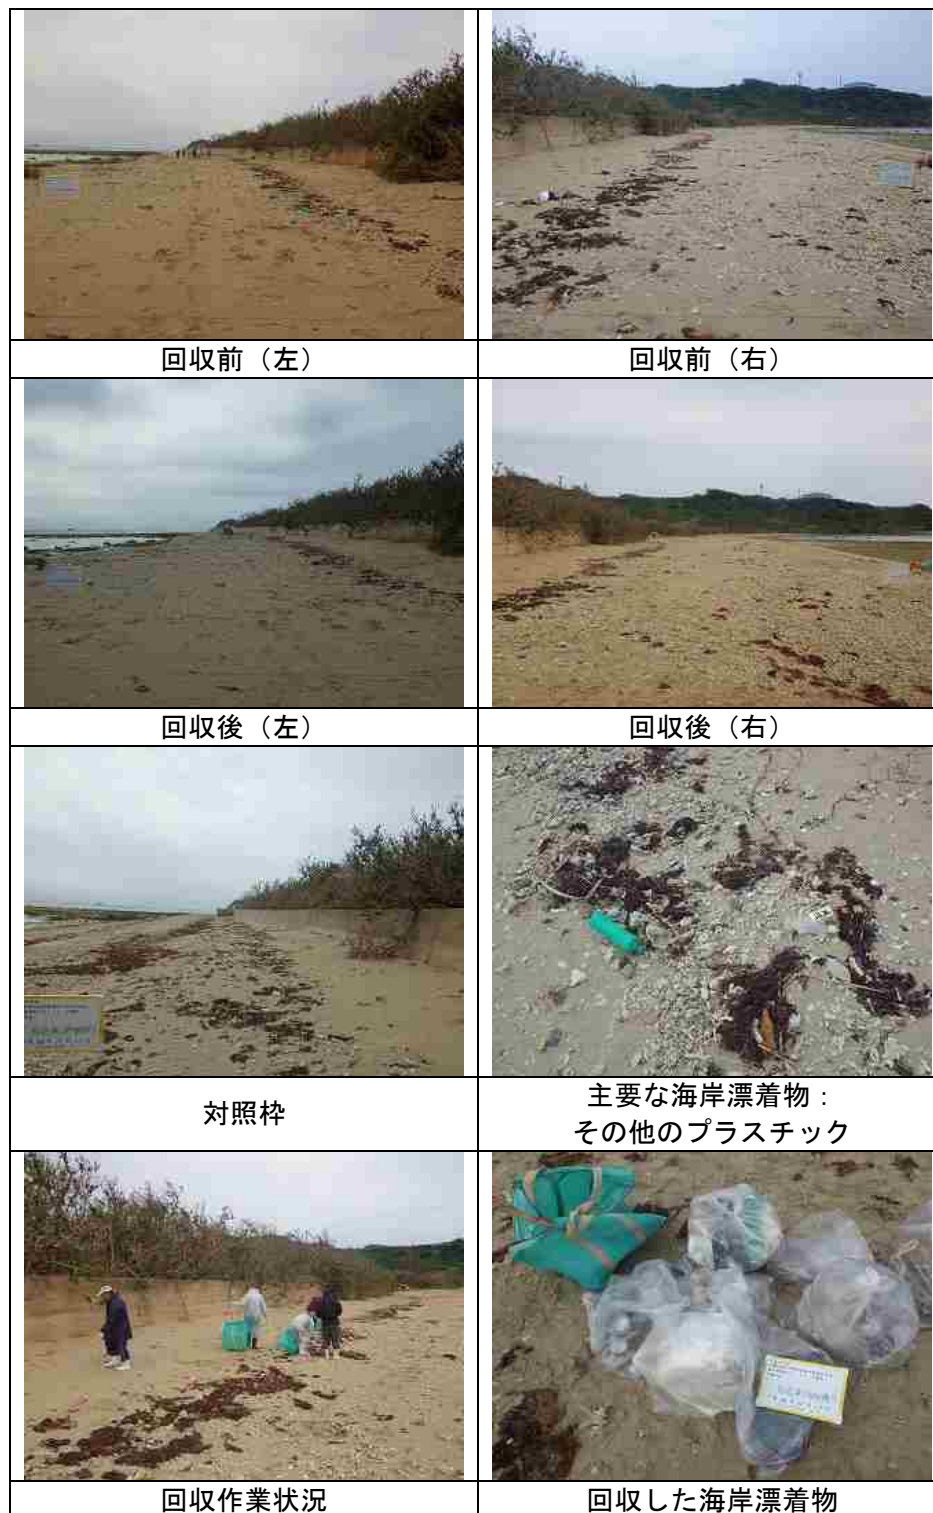 回収前（左）
回収前（右）
回収後（左）
回収後（右）
対照枠
主要な海岸漂着物：
その他のプラスチック
回収作業状況
回収した海岸漂着物